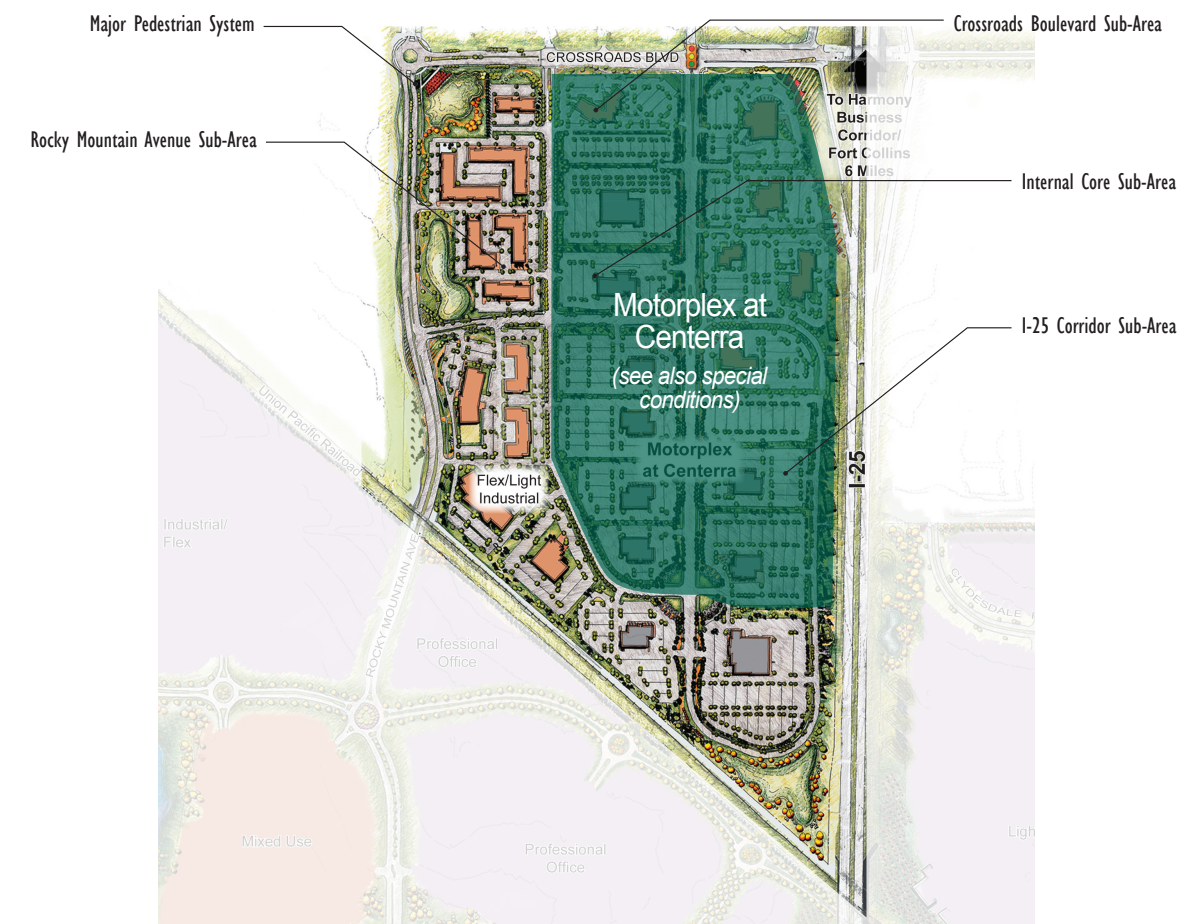 Major Pedestrian System
Crossroads Boulevard Sub-Area
CROSSROADS BLVD
To Harmony
Business
Corridor/
Fort Collins
6 Miles
Rocky Mountain Avenue Sub-Area
Internal Core Sub-Area
Motorplex at
Centerra
(see also special
conditions)
I-25 Corridor Sub-Area
Union Pacific Railroad
Motorplex
at Centerra
I-25
Flex/Light
Industrial
Industrial/
Flex
ROCKY MOUNTAIN AVE
CLYDESDALE
Professional
Office
Mixed Use
Professional
Office
Ligh